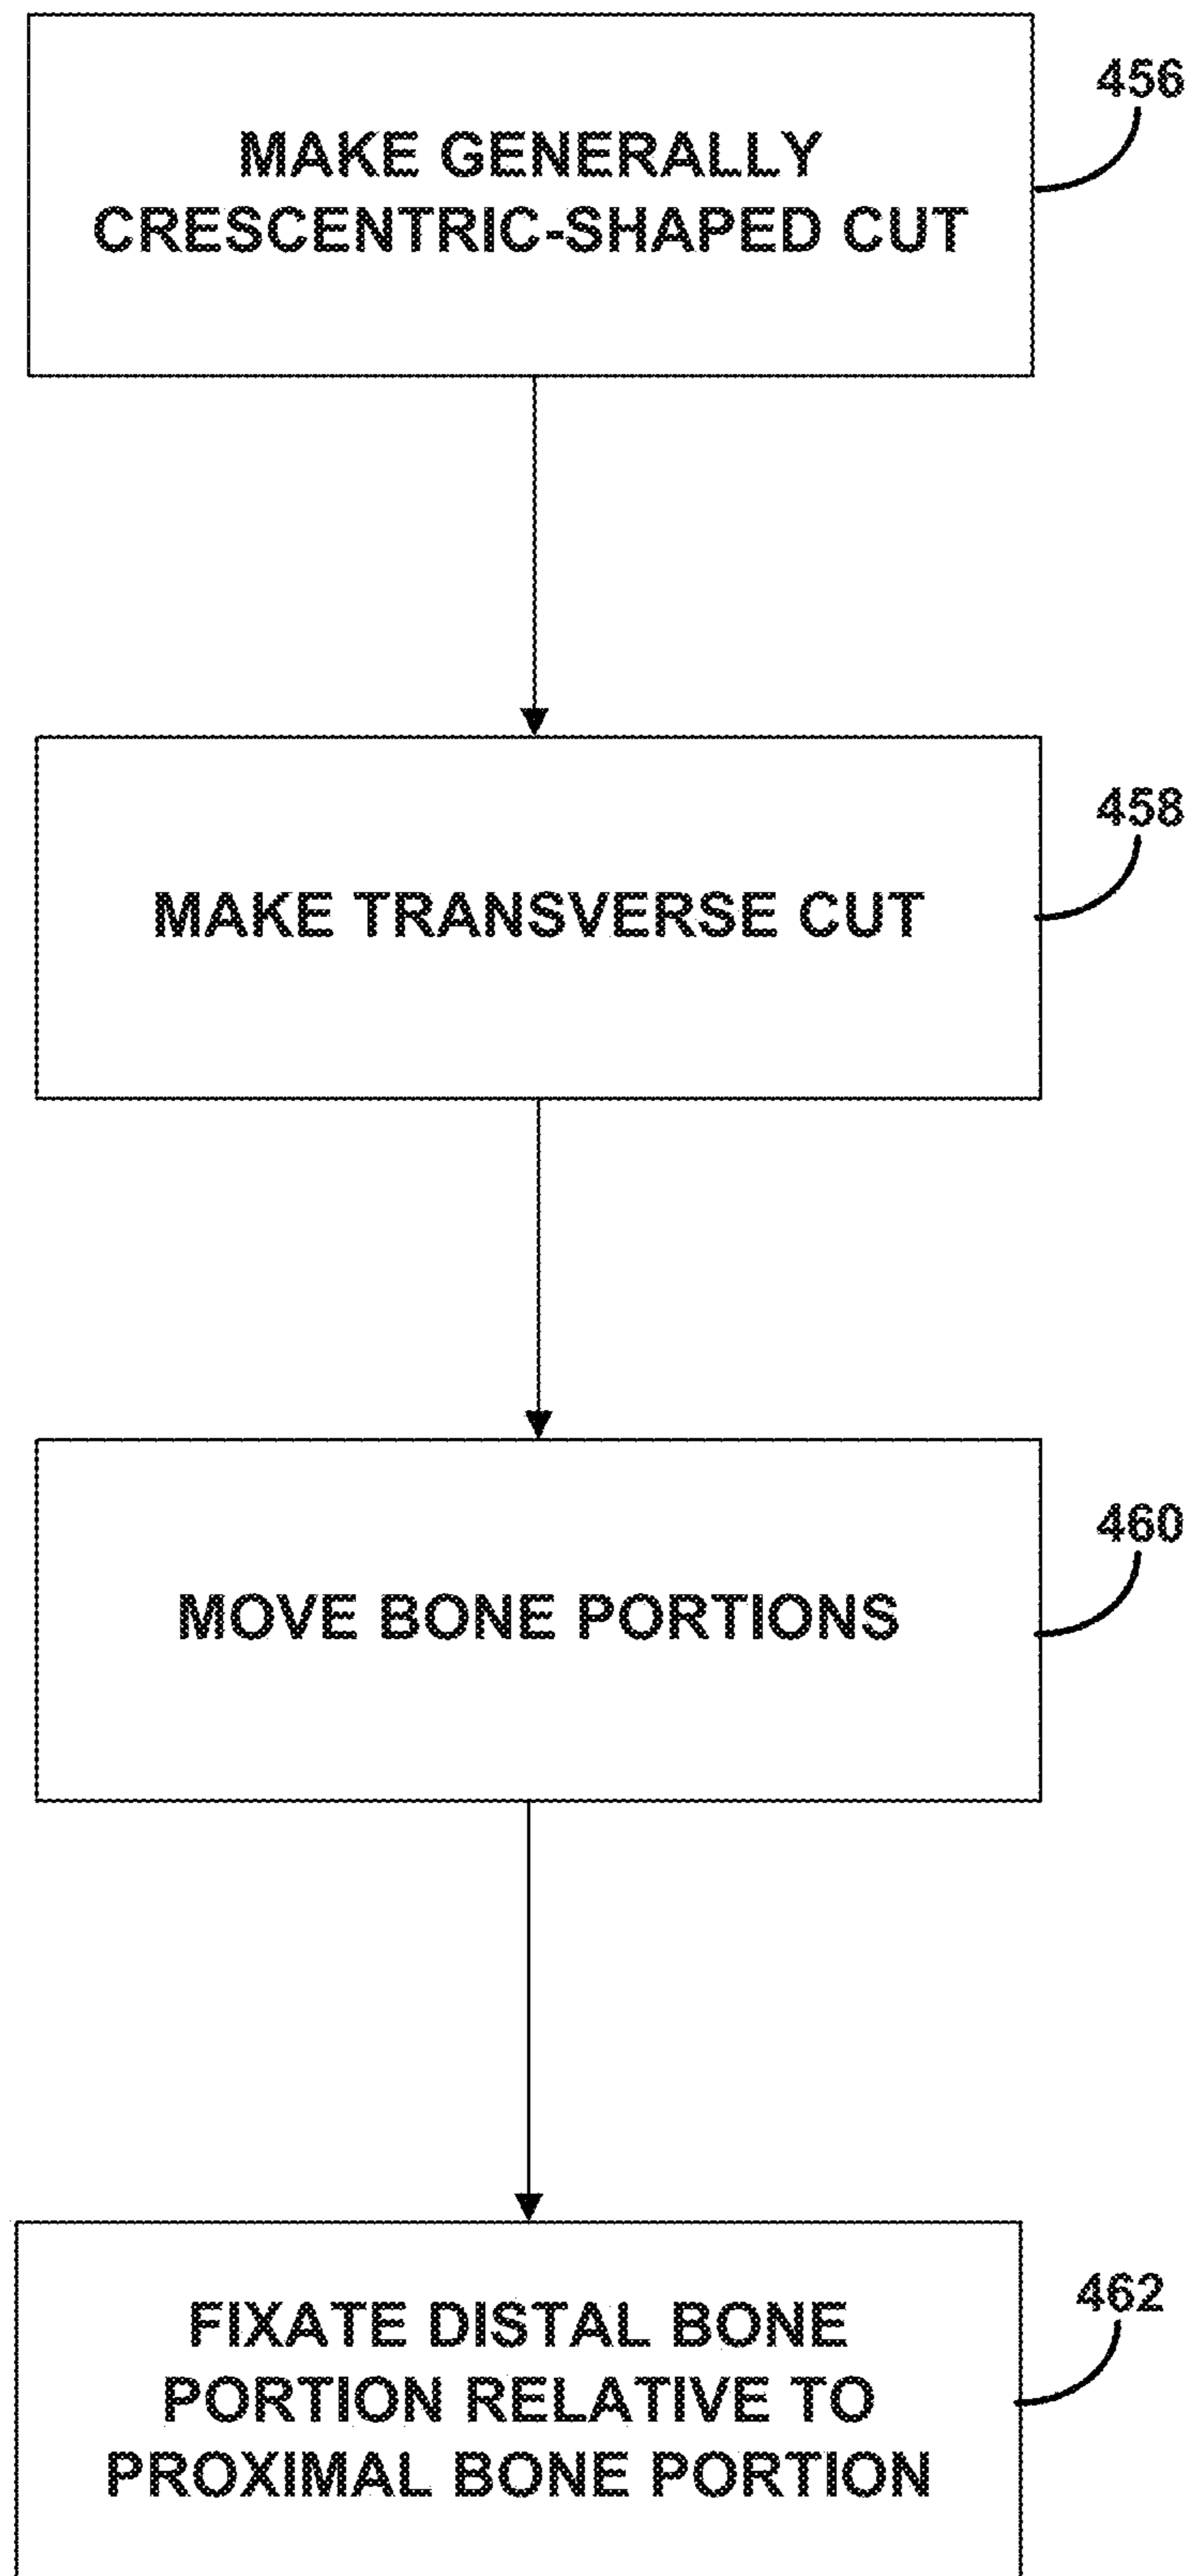 MAKE GENERALLY
CRESCENTRIC-SHAPED CUT
456
MAKE TRANSVERSE CUT
458
MOVE BONE PORTIONS
460
FIXATE DISTAL BONE
PORTION RELATIVE TO
PROXIMAL BONE PORTION
462